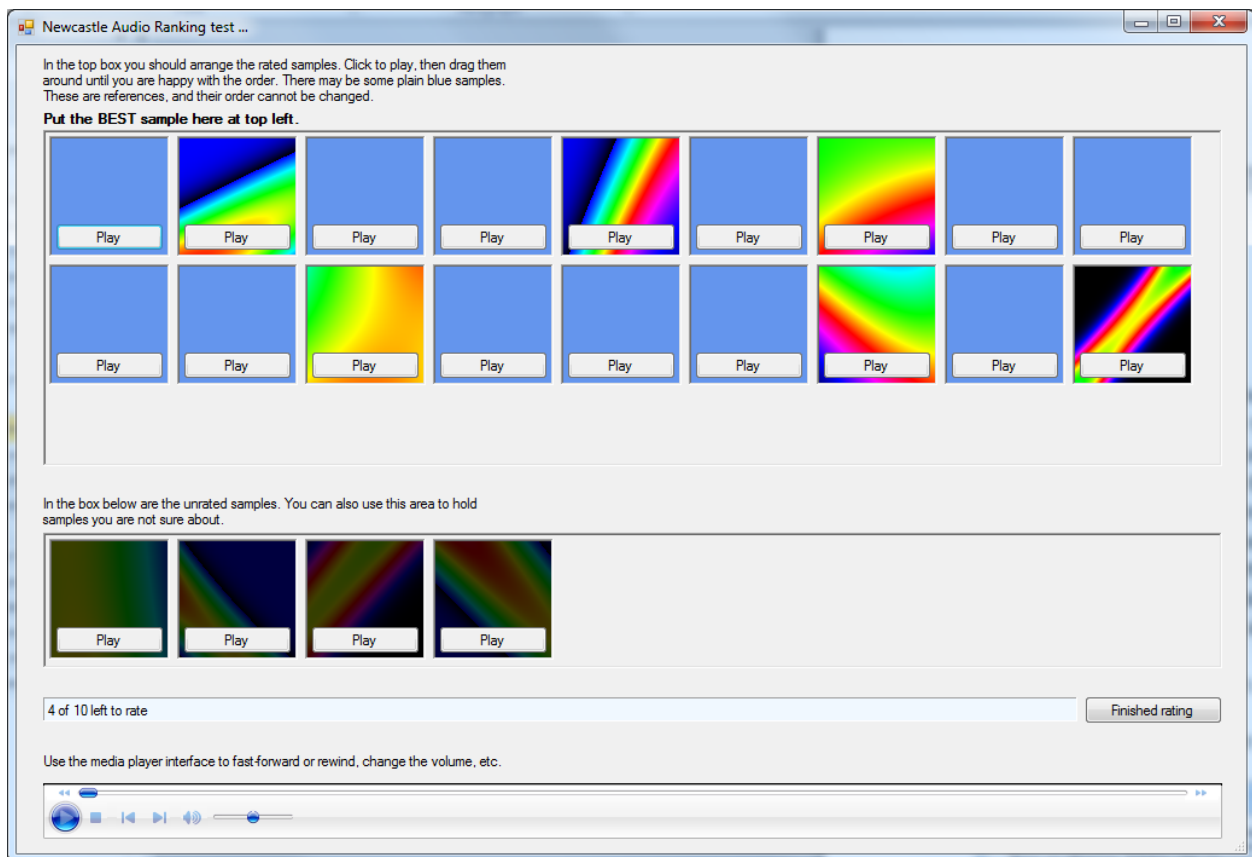 Newcastle Audio Ranking test ...
In the top box you should arrange the rated samples. Click to play, then drag them
around until you are happy with the order. There may be some plain blue samples.
These are references, and their order cannot be changed.
Put the BEST sample here at top left.
Play Play Play Play Play Play Play Play Play
Play Play Play Play Play Play Play Play Play
In the box below are the unrated samples. You can also use this area to hold
samples you are not sure about.
Play Play Play Play
4 of 10 left to rate Finished rating
Use the media player interface to fast-forward or rewind, change the volume, etc.